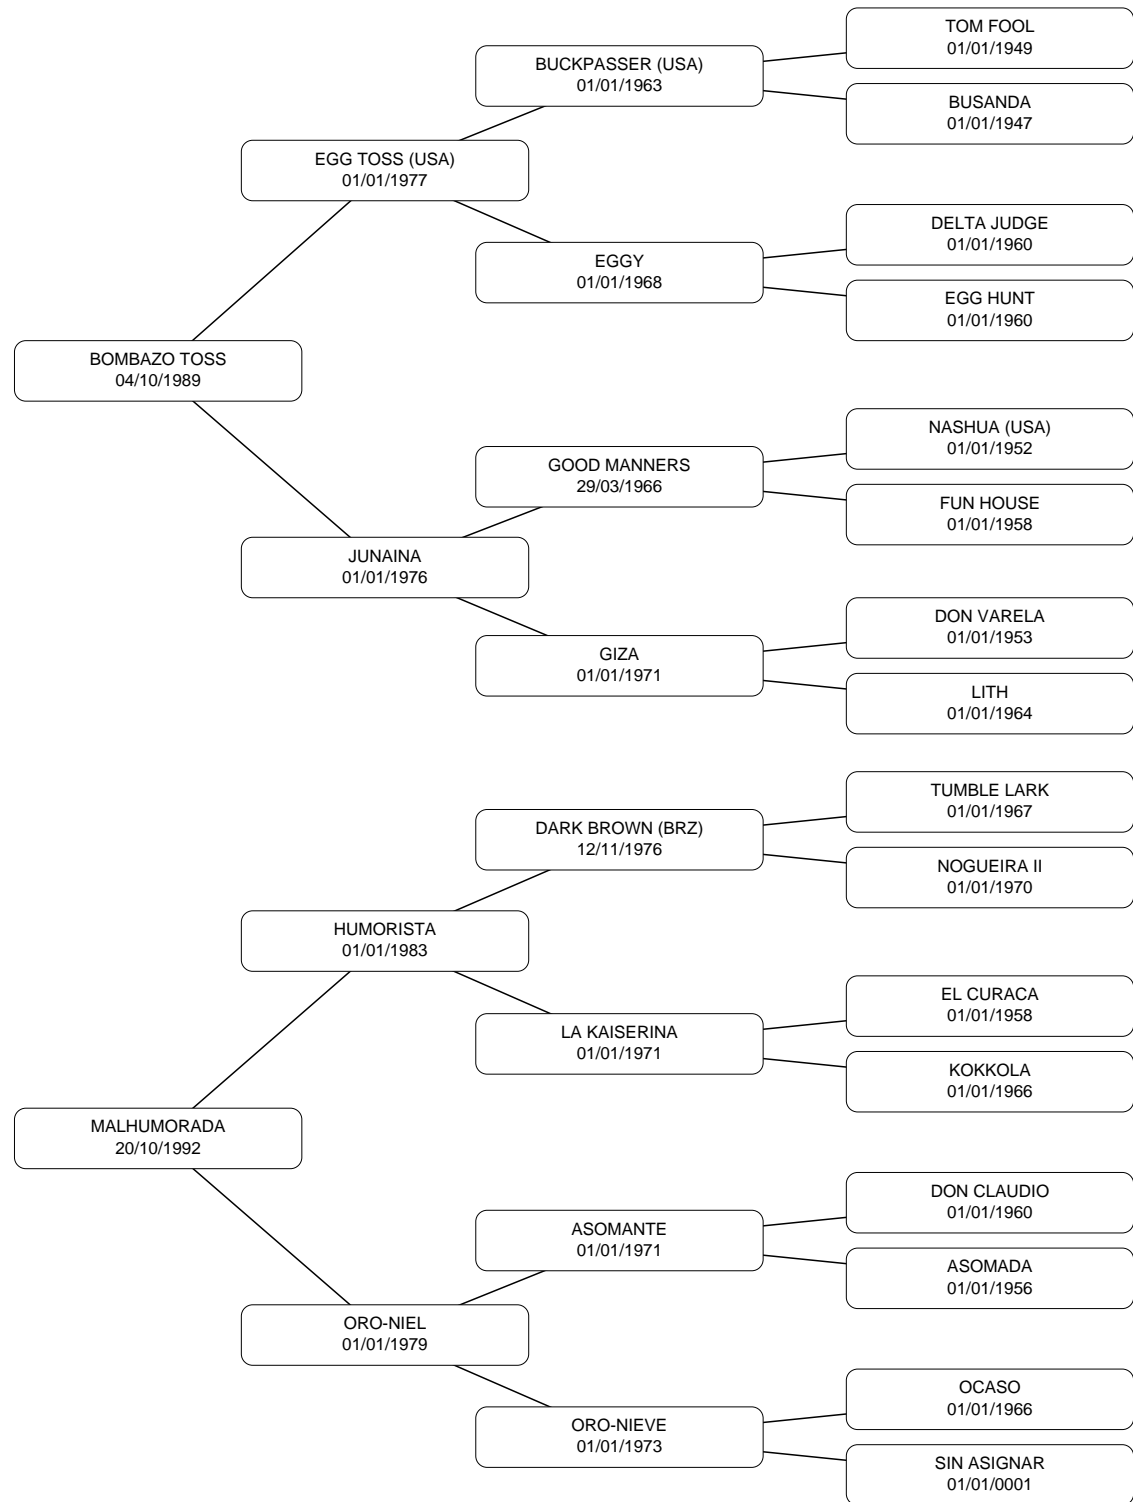 TOM FOOL
01/01/1949
BUCKPASSER (USA)
01/01/1963
BUSANDA
01/01/1947
EGG TOSS (USA)
01/01/1977
DELTA JUDGE
01/01/1960
EGGY
01/01/1968
EGG HUNT
01/01/1960
BOMBAZO TOSS
04/10/1989
NASHUA (USA)
01/01/1952
GOOD MANNERS
29/03/1966
FUN HOUSE
01/01/1958
JUNAINA
01/01/1976
DON VARELA
01/01/1953
GIZA
01/01/1971
LITH
01/01/1964
TUMBLE LARK
01/01/1967
DARK BROWN (BRZ)
12/11/1976
NOGUEIRA II
01/01/1970
HUMORISTA
01/01/1983
EL CURACA
01/01/1958
LA KAISERINA
01/01/1971
KOKKOLA
01/01/1966
MALHUMORADA
20/10/1992
DON CLAUDIO
01/01/1960
ASOMANTE
01/01/1971
ASOMADA
01/01/1956
ORO-NIEL
01/01/1979
OCASO
01/01/1966
ORO-NIEVE
01/01/1973
SIN ASIGNAR
01/01/0001